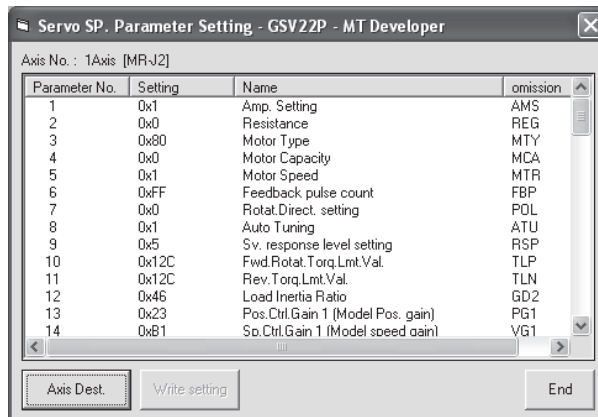 Servo SP. Parameter Setting - GSV22P - MT Developer
Axis No. : 1Axis [MR-J2]
Parameter No. Setting Name omission
1 0x1 Amp. Setting AMS
2 0x0 Resistance REG
3 0x80 Motor Type MTY
4 0x0 Motor Capacity MCA
5 0x1 Motor Speed MTR
6 0xFF Feedback pulse count FBP
7 0x0 Rotat.Direct. setting POL
8 0x1 Auto Tuning ATU
9 0x5 Sv. response level setting RSP
10 0x12C Fwd.Rotat.Torq.Lmt.Val. TLP
11 0x12C Rev.Torq.Lmt.Val. TLN
12 0x46 Load Inertia Ratio GD2
13 0x23 Pos.Ctrl.Gain 1 (Model Pos. gain) PG1
14 0xB1 Sp.Ctrl.Gain 1 (Model speed gain) VG1
Axis Dest. Write setting End